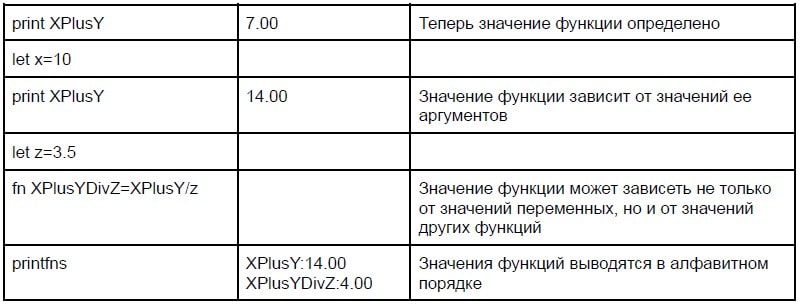 print XPlusY 7.00 Теперь значение функции определено
let x=10
print XPlusY 14.00 Значение функции зависит от значений ее
аргументов
let z=3.5
fn XPlusYDivZ=XPlusY/z Значение функции может зависеть не только
от значений переменных, но и от значений
других функций
printfns XPlusY:14.00 Значения функций выводятся в алфавитном
XPlusYDivZ:4.00 порядке